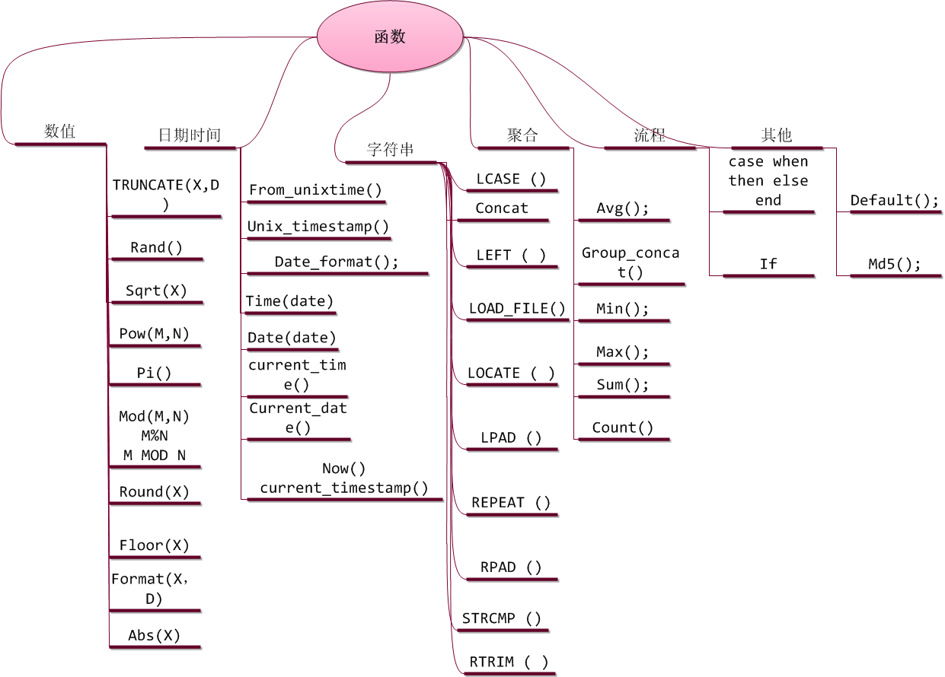 函数
数值
TRUNCATE(X,D
)
Rand()
Sqrt(X)
Pow(M,N)
Pi()
Mod(M,N)
M%N
M MOD N
Round(X)
Floor(X)
Format(X，
D)
Abs(X)
日期时间
From_unixtime()
Unix_timestamp()
Date_format();
Time(date)
Date(date)
current_tim
e()
Current_dat
e()
Now()
current_timestamp()
字符串
LCASE ()
Concat
LEFT ( )
LOAD_FILE()
LOCATE ( )
LPAD ()
REPEAT ()
RPAD ()
STRCMP ()
RTRIM ( )
聚合
Avg();
Group_conca
t()
Min();
Max();
Sum();
Count()
流程
case when
then else
end
If
其他
Default();
Md5();